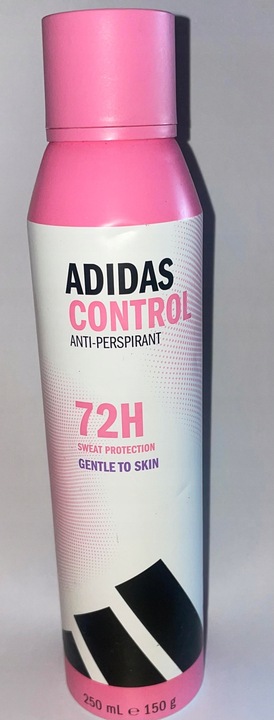 ADIDAS
CONTROL
ANTI-PERSPIRANT
72H
SWEAT PROTECTION
GENTLE TO SKIN
250 mL ℮ 150 g